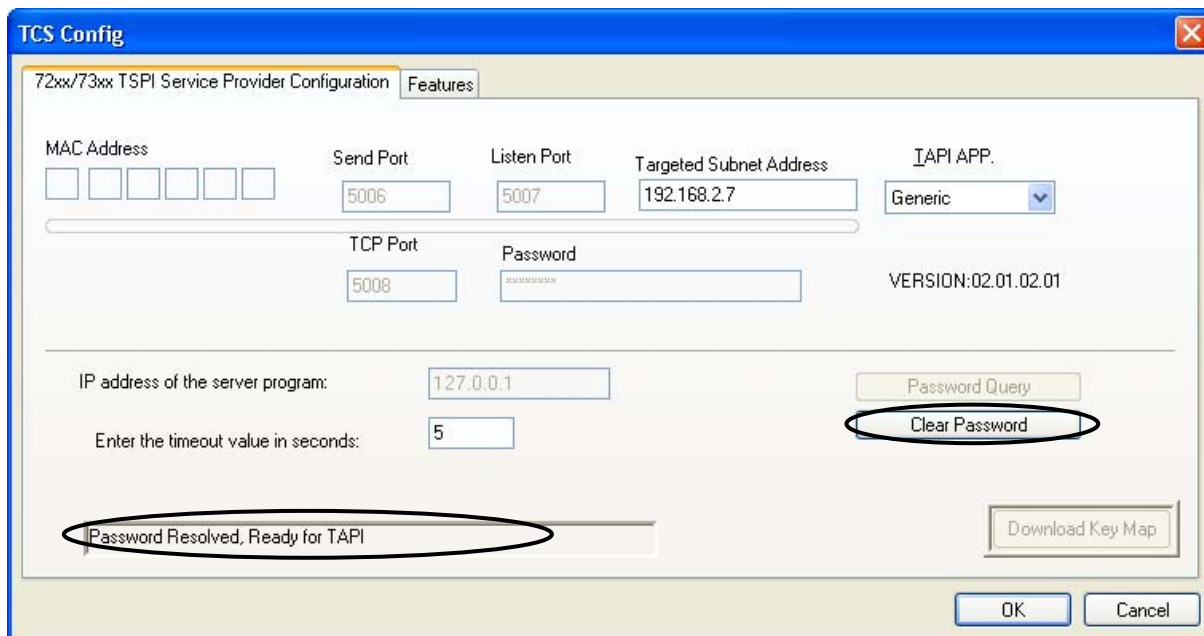 TCS Config
72xx/73xx TSPI Service Provider Configuration
Features
MAC Address
Send Port
Listen Port
Targeted Subnet Address
TAPI APP.
5006
5007
192.168.2.7
Generic
TCP Port
Password
5008
********
VERSION:02.01.02.01
IP address of the server program:
127.0.0.1
Password Query
Clear Password
Enter the timeout value in seconds:
5
Password Resolved, Ready for TAPI
Download Key Map
OK
Cancel